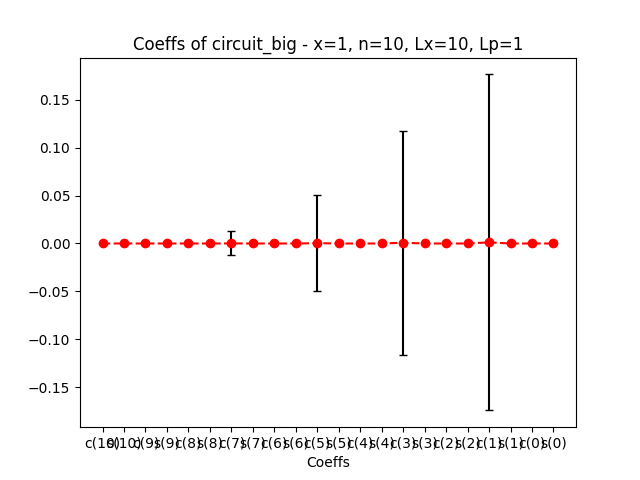 Coeffs of circuit_big - x=1, n=10, Lx=10, Lp=1
0.15
0.10
0.05
0.00
−0.05
−0.10
−0.15
c(10) s(10) c(9) s(9) c(8) s(8) c(7) s(7) c(6) s(6) c(5) s(5) c(4) s(4) c(3) s(3) c(2) s(2) c(1) s(1) c(0) s(0)
Coeffs